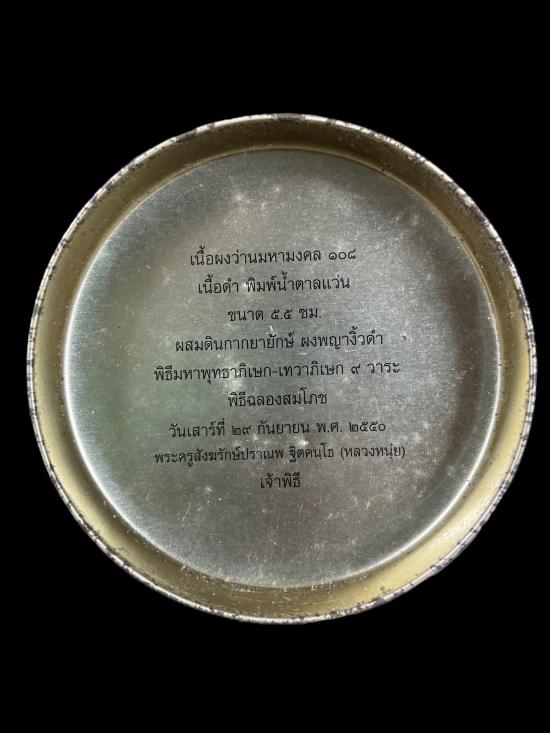 เนื้อผงว่านมหามงคล ๑๐๘
เนื้อดำ พิมพ์น้ำตาลแว่น
ขนาด ๕.๕ ซม.
ผสมดินกากยายักษ์ ผงพญางิ้วดำ
พิธีมหาพุทธาภิเษก-เทวาภิเษก ๙ วาระ
พิธีฉลองสมโภช
วันเสาร์ที่ ๒๙ กันยายน พ.ศ. ๒๕๕๐
พระครูสังฆรักษ์ปราณพ ฐิตคนโธ (หลวงหนุ่ย)
เจ้าพิธี